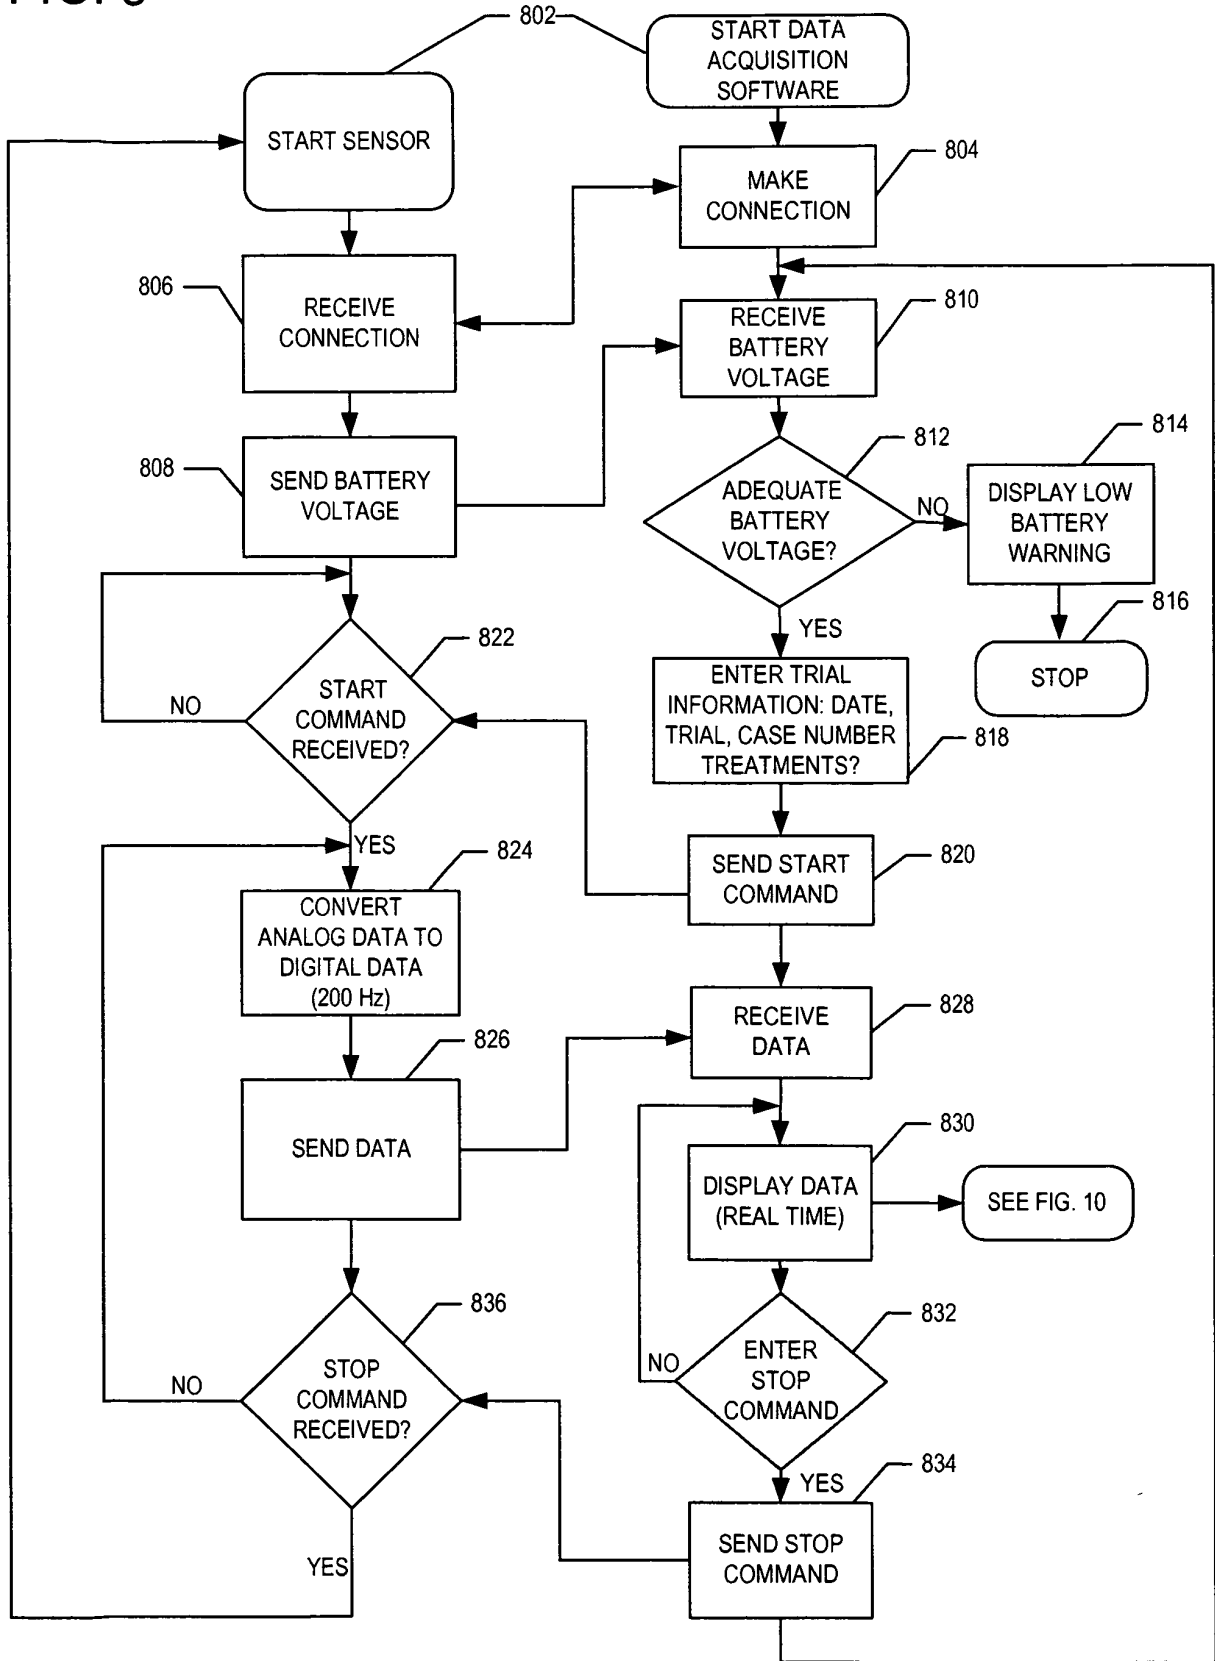 802
START DATA
ACQUISITION
SOFTWARE
START SENSOR
804
MAKE
CONNECTION
806
RECEIVE
CONNECTION
810
RECEIVE
BATTERY
VOLTAGE
808
SEND BATTERY
VOLTAGE
812
ADEQUATE
BATTERY
VOLTAGE?
NO
814
DISPLAY LOW
BATTERY
WARNING
816
STOP
YES
822
START
COMMAND
RECEIVED?
NO
ENTER TRIAL
INFORMATION: DATE,
TRIAL, CASE NUMBER
TREATMENTS?
818
YES
824
CONVERT
ANALOG DATA TO
DIGITAL DATA
(200 Hz)
820
SEND START
COMMAND
828
RECEIVE
DATA
826
SEND DATA
830
DISPLAY DATA
(REAL TIME)
SEE FIG. 10
836
STOP
COMMAND
RECEIVED?
NO
832
ENTER
STOP
COMMAND
NO
YES
834
SEND STOP
COMMAND
YES